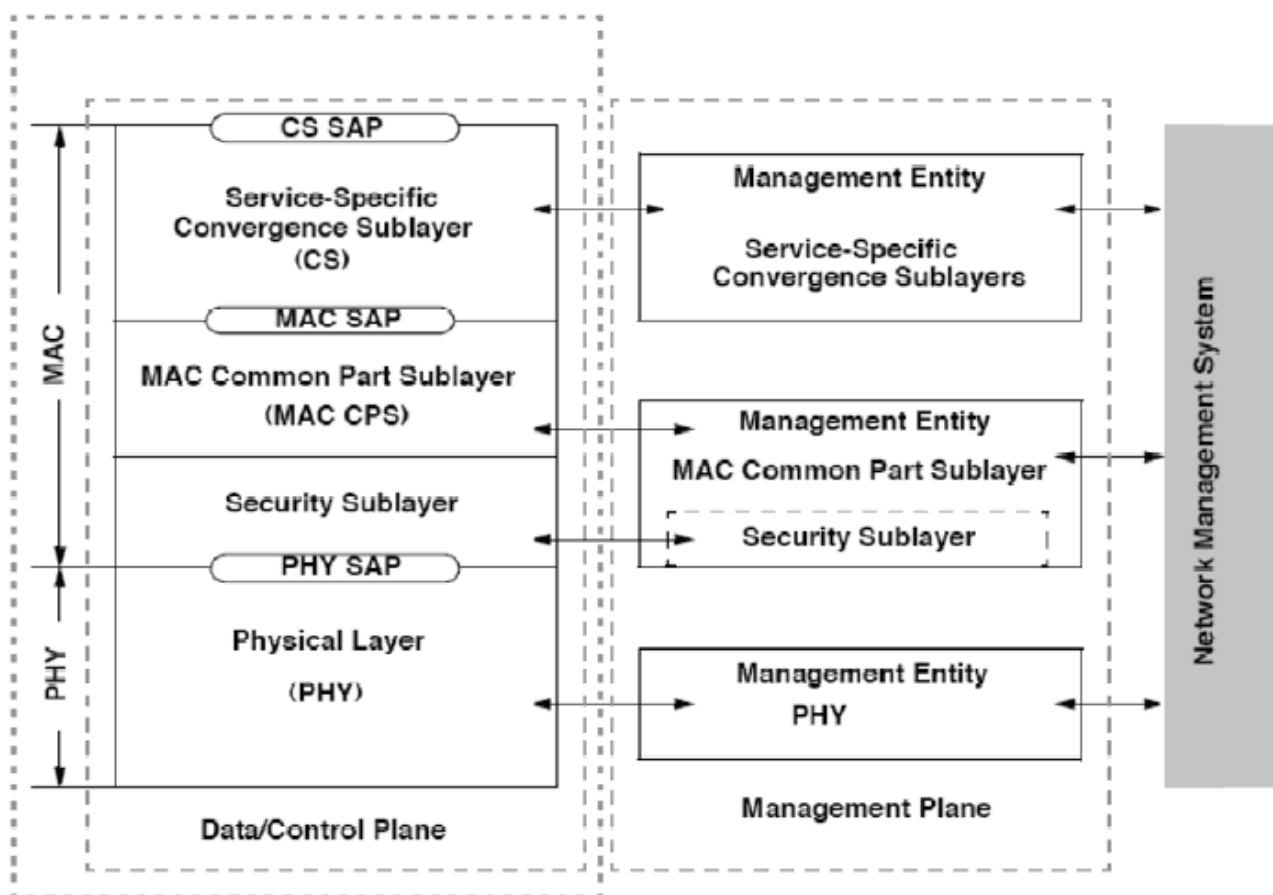 CS SAP
Service-Specific
Convergence Sublayer
(CS)
MAC SAP
MAC Common Part Sublayer
(MAC CPS)
Security Sublayer
PHY SAP
Physical Layer
(PHY)
Data/Control Plane
MAC
PHY
Management Entity
Service-Specific
Convergence Sublayers
Management Entity
MAC Common Part Sublayer
Security Sublayer
Management Entity
PHY
Management Plane
Network Management System